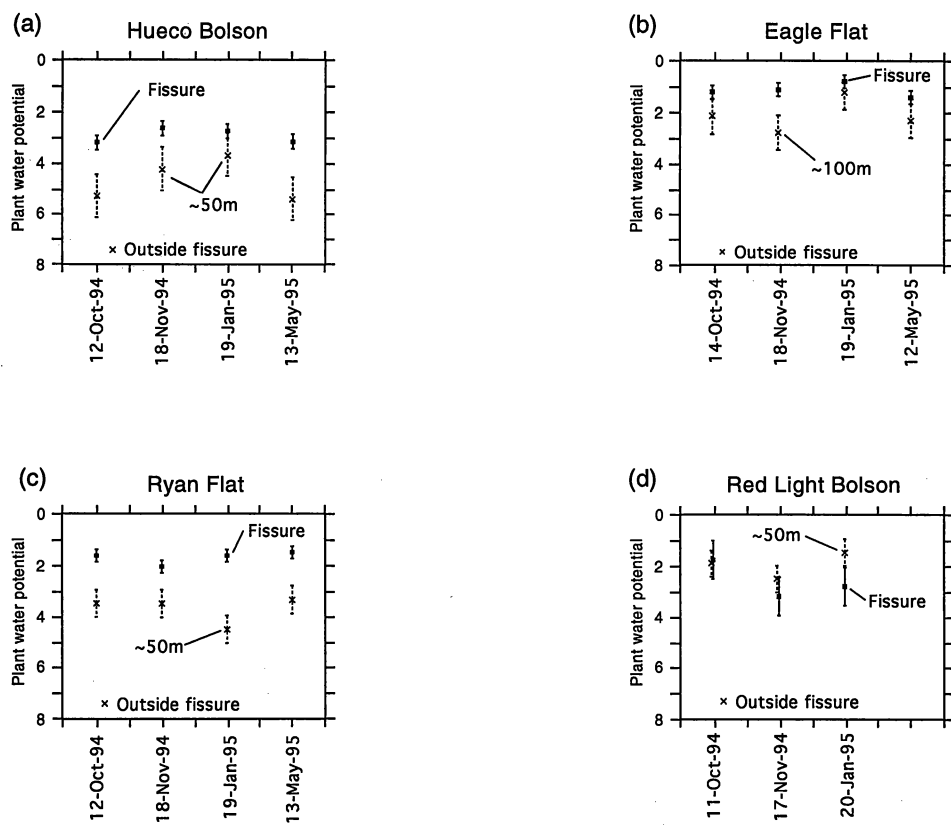 (a)
Hueco Bolson
0
2
4
6
8
Plant water potential
Fissure
~50m
× Outside fissure
12-Oct-94
18-Nov-94
19-Jan-95
13-May-95
(b)
Eagle Flat
0
2
4
6
8
Plant water potential
Fissure
~100m
× Outside fissure
14-Oct-94
18-Nov-94
19-Jan-95
12-May-95
(c)
Ryan Flat
0
2
4
6
8
Plant water potential
Fissure
~50m
× Outside fissure
12-Oct-94
18-Nov-94
19-Jan-95
13-May-95
(d)
Red Light Bolson
0
2
4
6
8
Plant water potential
~50m
Fissure
× Outside fissure
11-Oct-94
17-Nov-94
20-Jan-95